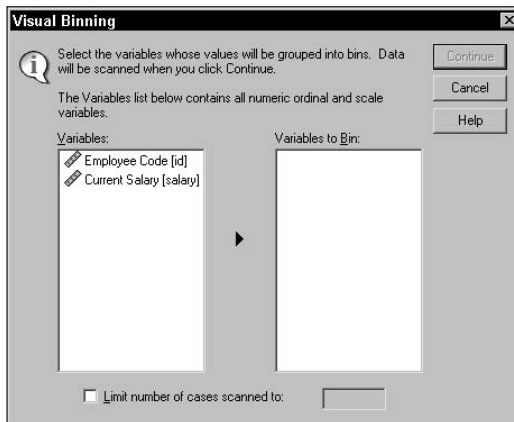 Visual Binning
Select the variables whose values will be grouped into bins. Data
will be scanned when you click Continue.
The Variables list below contains all numeric ordinal and scale
variables.
Continue
Cancel
Help
Variables:
Variables to Bin:
Employee Code [id]
Current Salary [salary]
Limit number of cases scanned to: